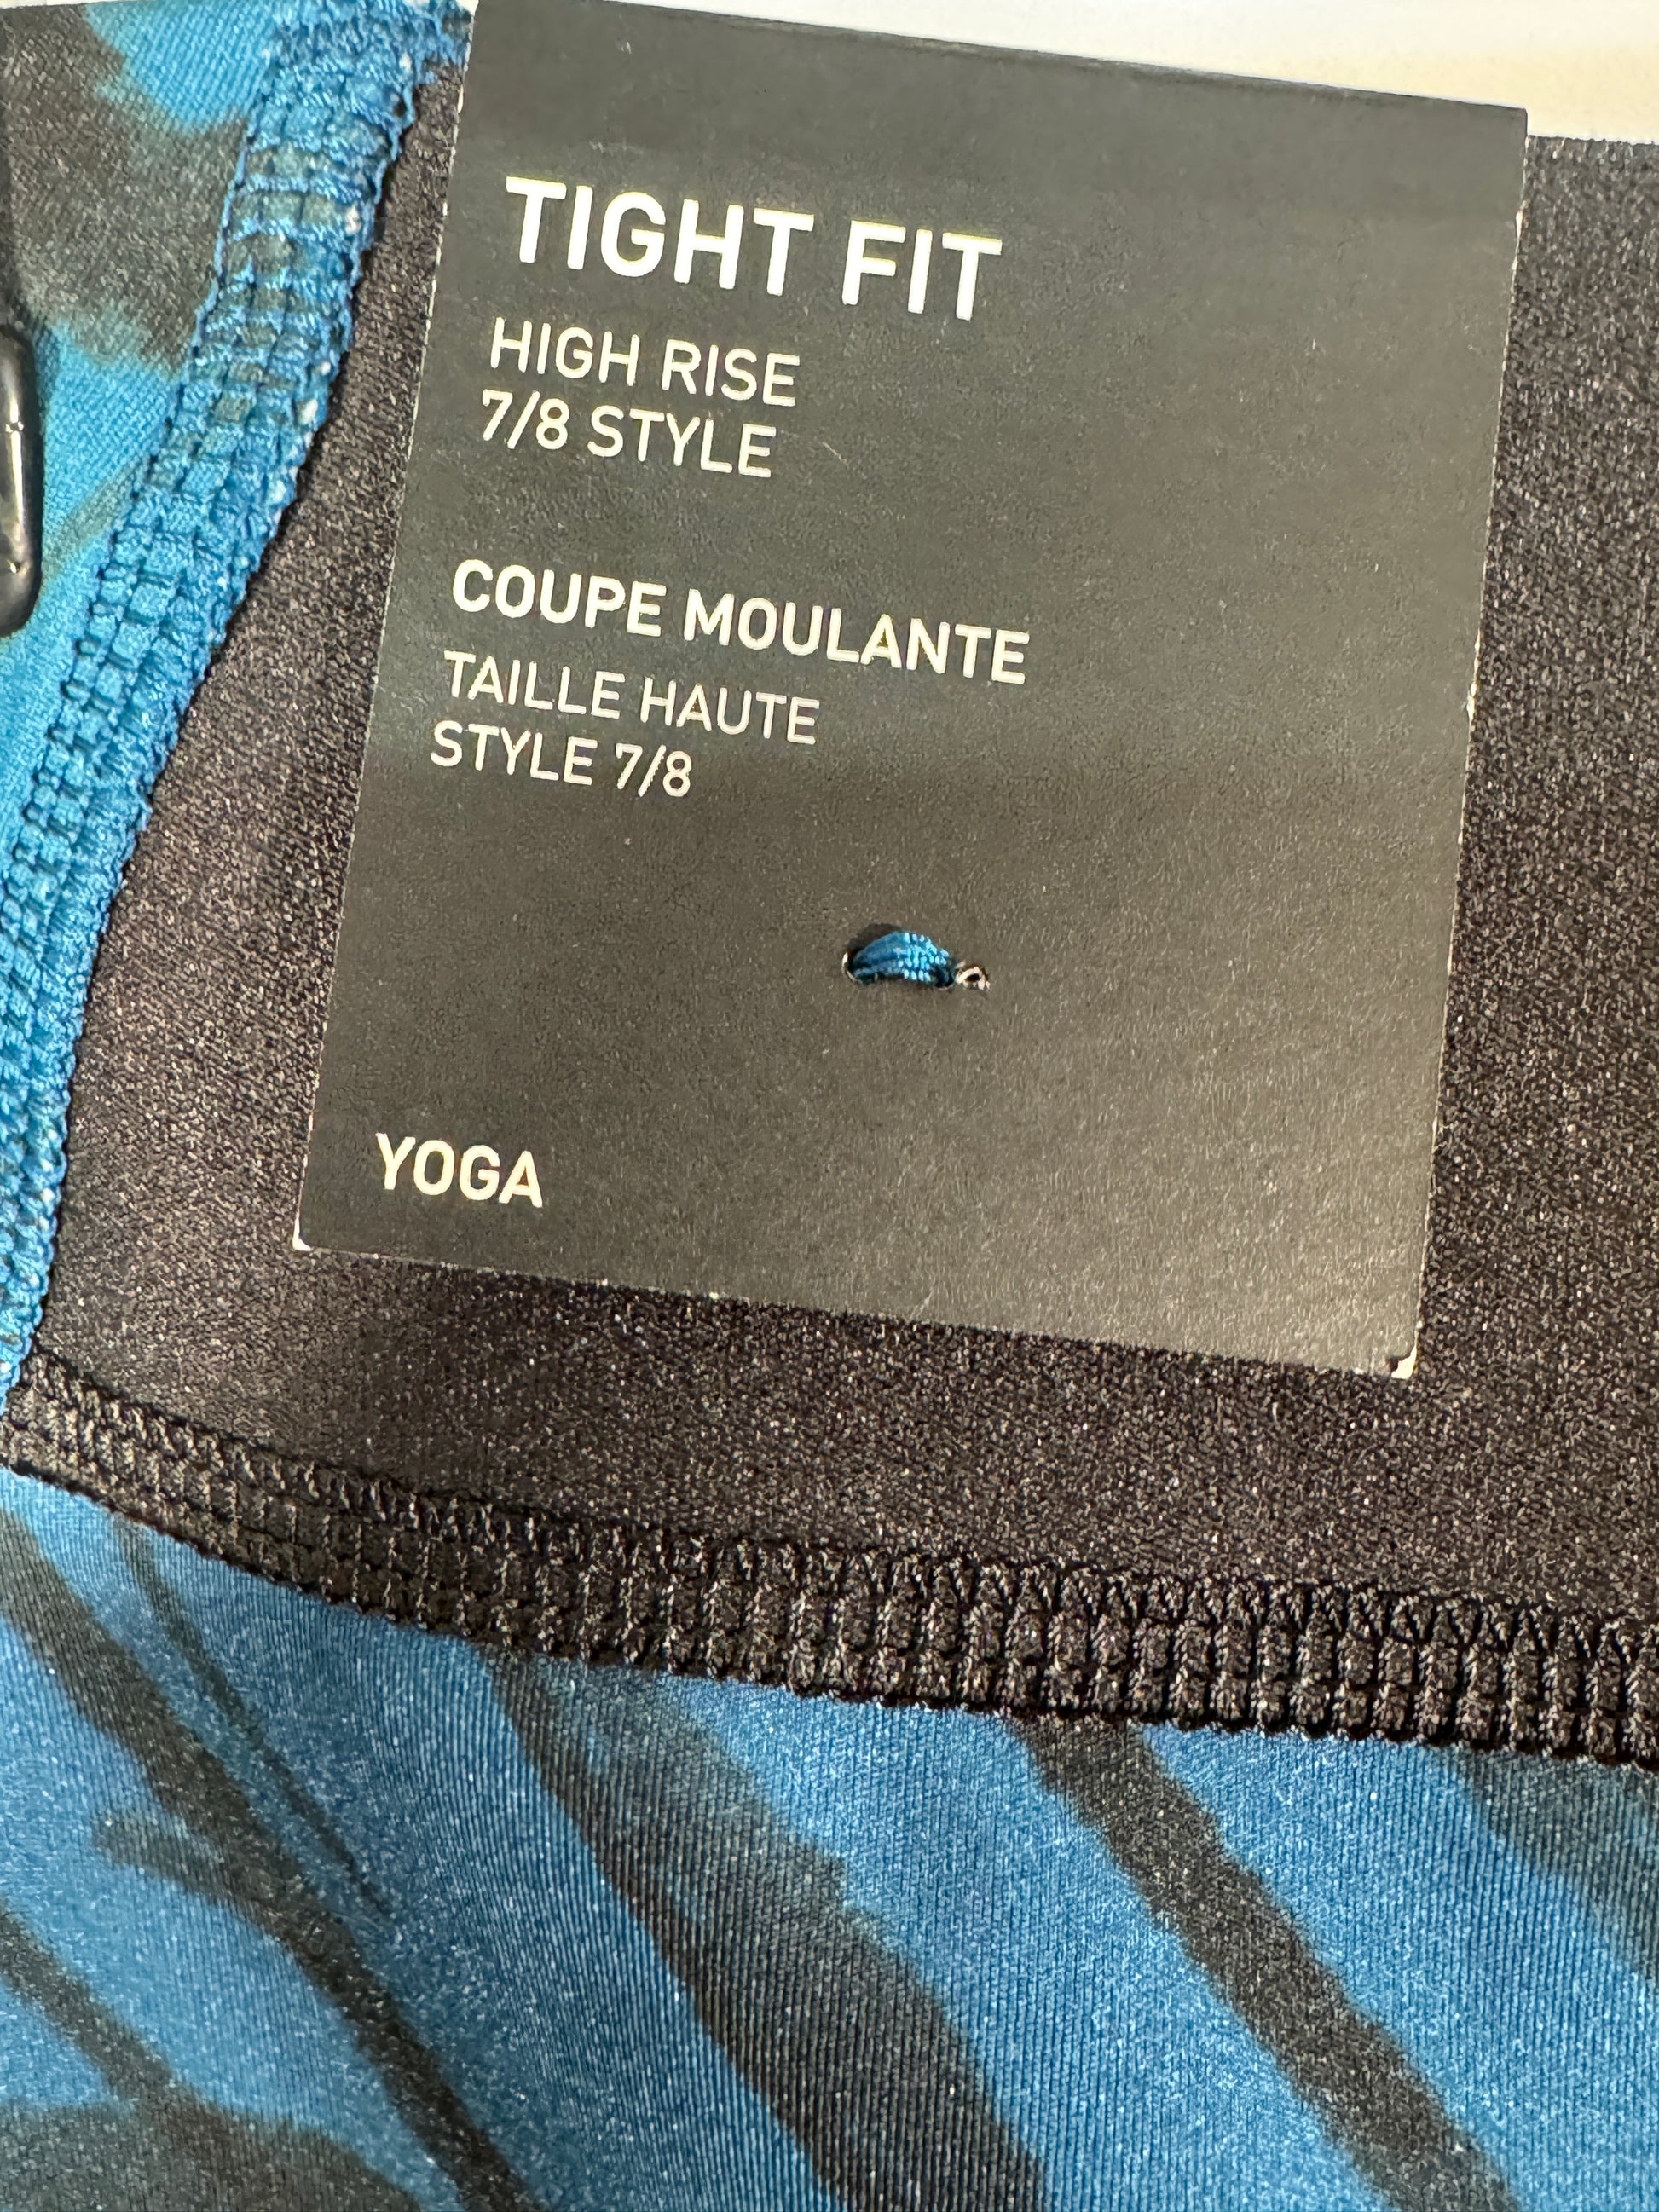 TIGHT FIT
HIGH RISE
7/8 STYLE
COUPE MOULANTE
TAILLE HAUTE
STYLE 7/8
YOGA